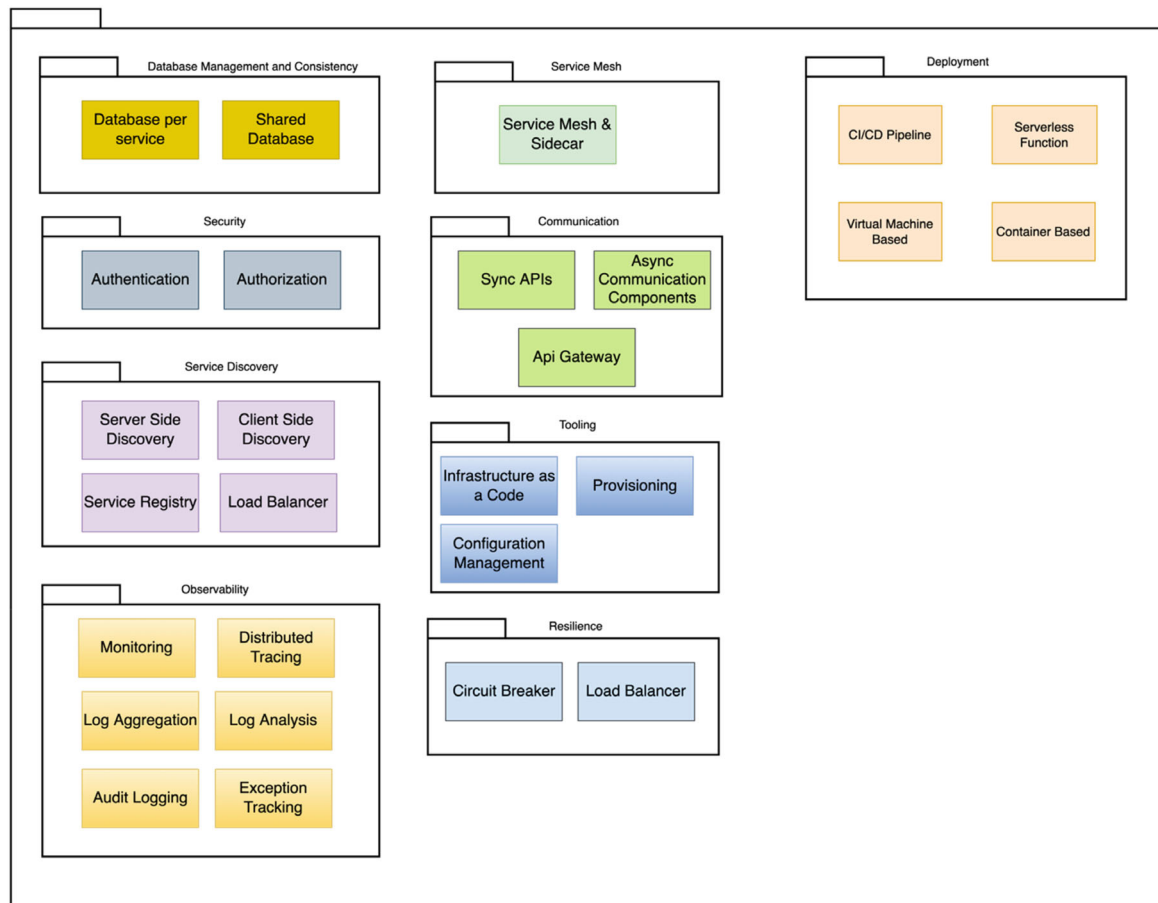 Database Management and Consistency
Database per
service
Shared
Database
Security
Authentication
Authorization
Service Discovery
Server Side
Discovery
Client Side
Discovery
Service Registry
Load Balancer
Observability
Monitoring
Distributed
Tracing
Log Aggregation
Log Analysis
Audit Logging
Exception
Tracking
Service Mesh
Service Mesh &
Sidecar
Communication
Sync APIs
Async
Communication
Components
Api Gateway
Tooling
Infrastructure as
a Code
Provisioning
Configuration
Management
Resilience
Circuit Breaker
Load Balancer
Deployment
CI/CD Pipeline
Serverless
Function
Virtual Machine
Based
Container Based